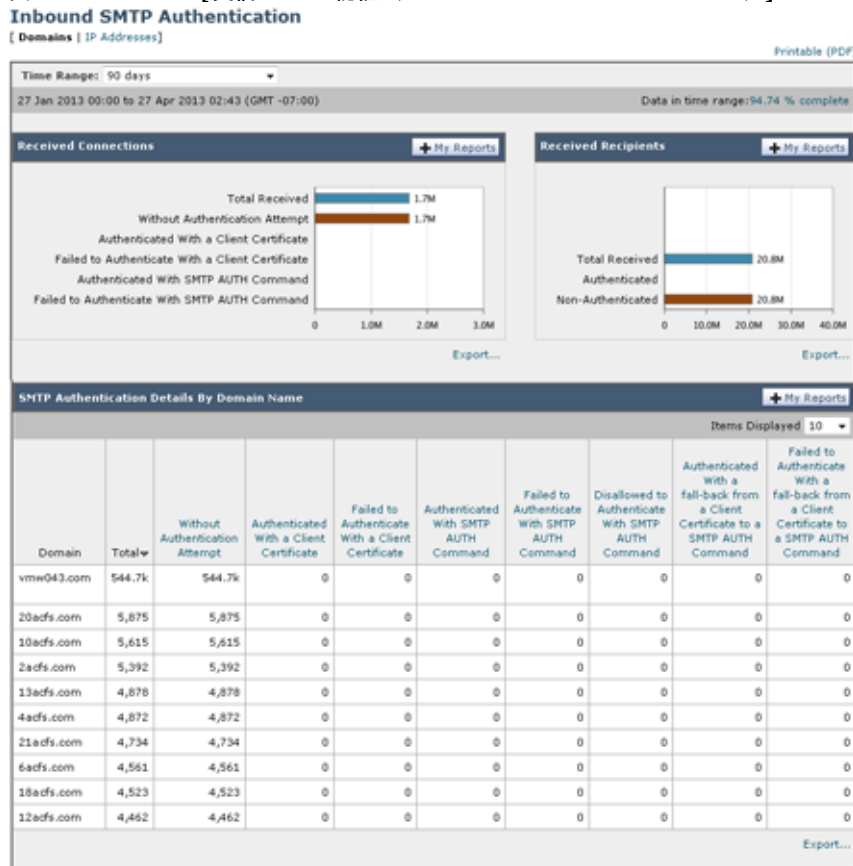 Inbound SMTP Authentication
[ Domains | IP Addresses]
Printable (PDF
Time Range: 90 days
27 Jan 2013 00:00 to 27 Apr 2013 02:43 (GMT -07:00)
Data in time range:94.74 % complete
Received Connections
My Reports
Total Received
1.7M
Without Authentication Attempt
1.7M
Authenticated With a Client Certificate
Failed to Authenticate With a Client Certificate
Authenticated With SMTP AUTH Command
Failed to Authenticate With SMTP AUTH Command
0 1.0M 2.0M 3.0M
Export...
Received Recipients
My Reports
Total Received
20.8M
Authenticated
Non-Authenticated
20.8M
0 10.0M 20.0M 30.0M 40.0M
Export...
SMTP Authentication Details By Domain Name
My Reports
Items Displayed 10
Domain
Total
Without
Authentication
Attempt
Authenticated
With a Client
Certificate
Failed to
Authenticate
With a Client
Certificate
Authenticated
With SMTP
AUTH
Command
Failed to
Authenticate
With SMTP
AUTH
Command
Disallowed to
Authenticate
With SMTP
AUTH
Command
Authenticated
With a
fall-back from
a Client
Certificate to a
SMTP AUTH
Command
Failed to
Authenticate
With a
fall-back from
a Client
Certificate to
a SMTP AUTH
Command
vmw043.com 544.7k 544.7k 0 0 0 0 0 0 0
20acfs.com 5,875 5,875 0 0 0 0 0 0 0
10acfs.com 5,615 5,615 0 0 0 0 0 0 0
2acfs.com 5,392 5,392 0 0 0 0 0 0 0
13acfs.com 4,878 4,878 0 0 0 0 0 0 0
4acfs.com 4,872 4,872 0 0 0 0 0 0 0
21acfs.com 4,734 4,734 0 0 0 0 0 0 0
6acfs.com 4,561 4,561 0 0 0 0 0 0 0
18acfs.com 4,523 4,523 0 0 0 0 0 0 0
12acfs.com 4,462 4,462 0 0 0 0 0 0 0
Export...